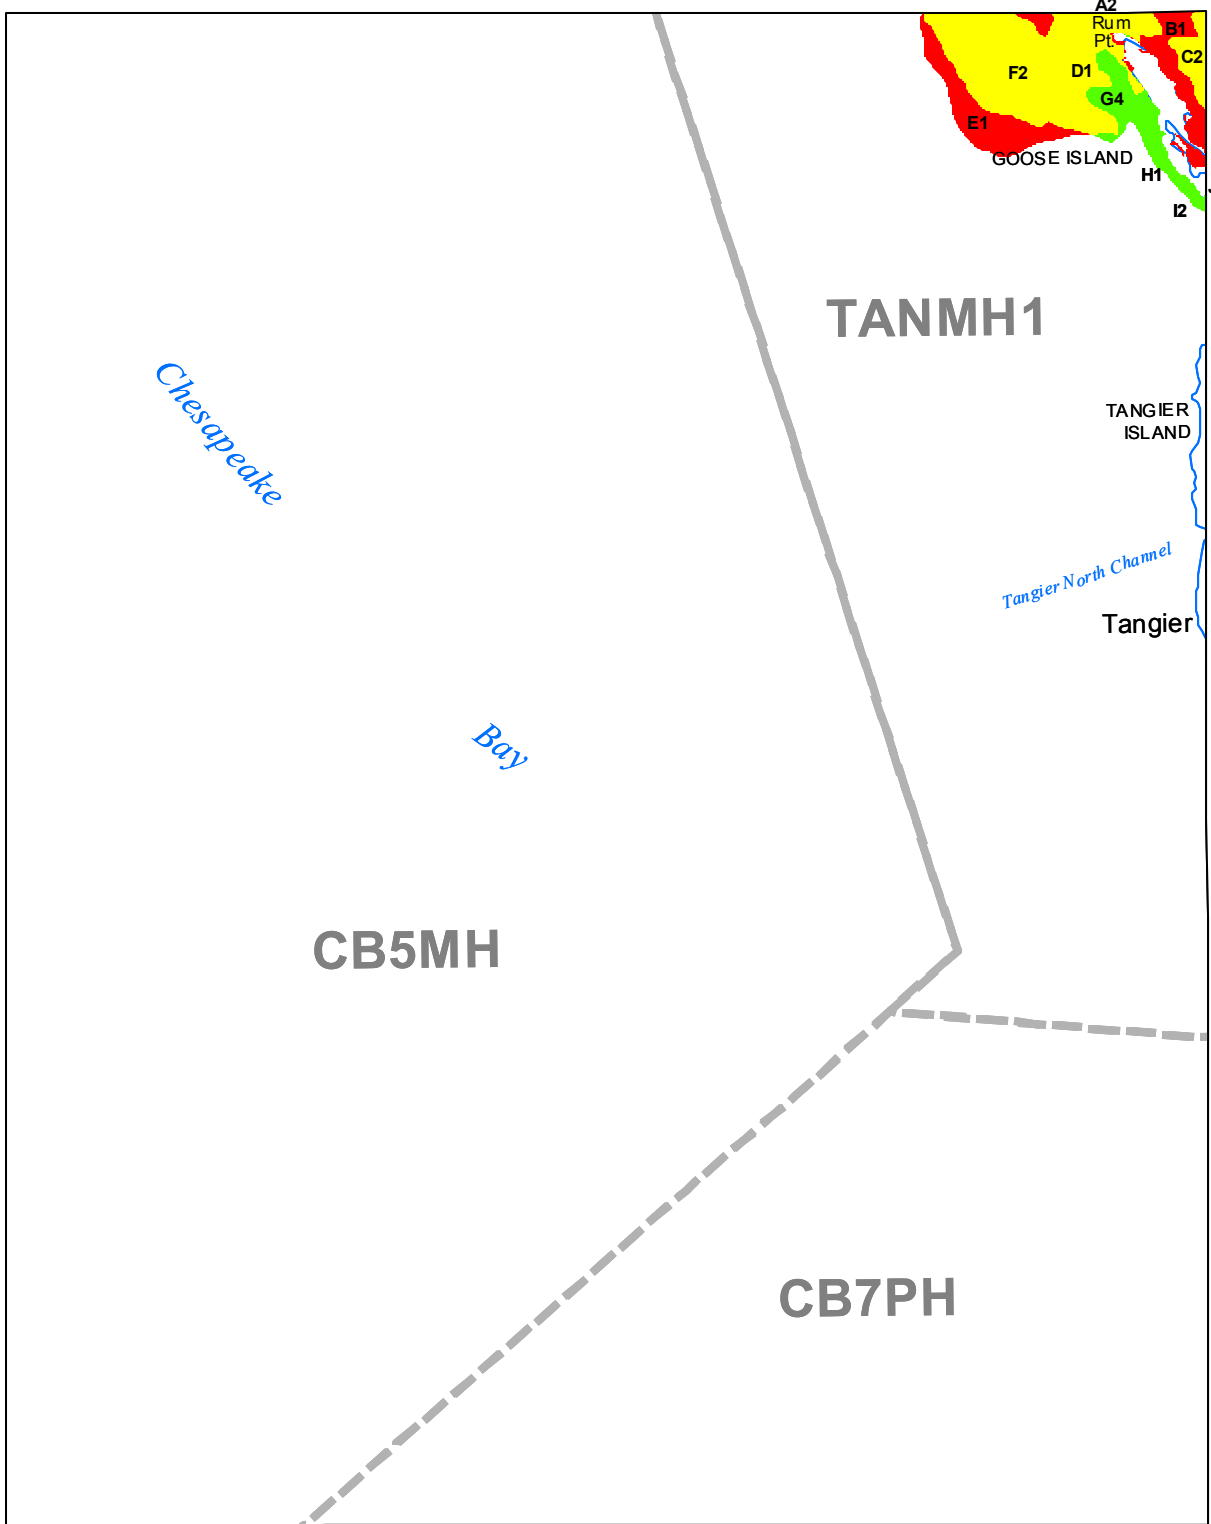 A2
Rum
Pt.
B1
C2
F2
D1
G4
E1
GOOSE ISLAND
H1
I2
TANMH1
Chesapeake
TANGIER
ISLAND
Tangier North Channel
Tangier
Bay
CB5MH
CB7PH